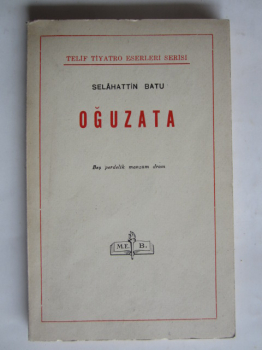 TELİF TİYATRO ESERLERİ SERİSİ
SELÂHATTİN BATU
OĞUZATA
Beş perdelik manzum dram
M.E. B.